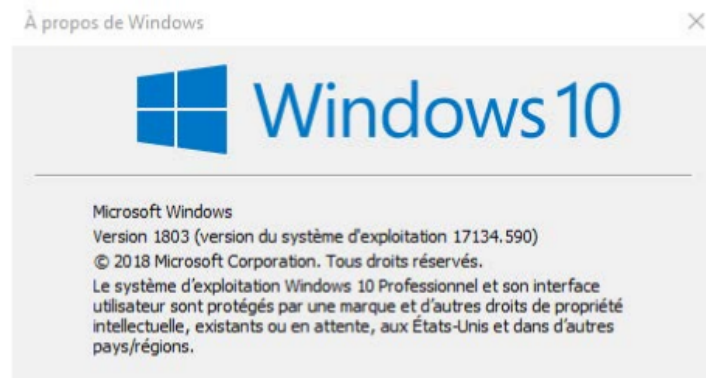 À propos de Windows
Windows 10
Microsoft Windows
Version 1803 (version du système d'exploitation 17134.590)
© 2018 Microsoft Corporation. Tous droits réservés.
Le système d’exploitation Windows 10 Professionnel et son interface
utilisateur sont protégés par une marque et d’autres droits de propriété
intellectuelle, existants ou en attente, aux États-Unis et dans d’autres
pays/régions.